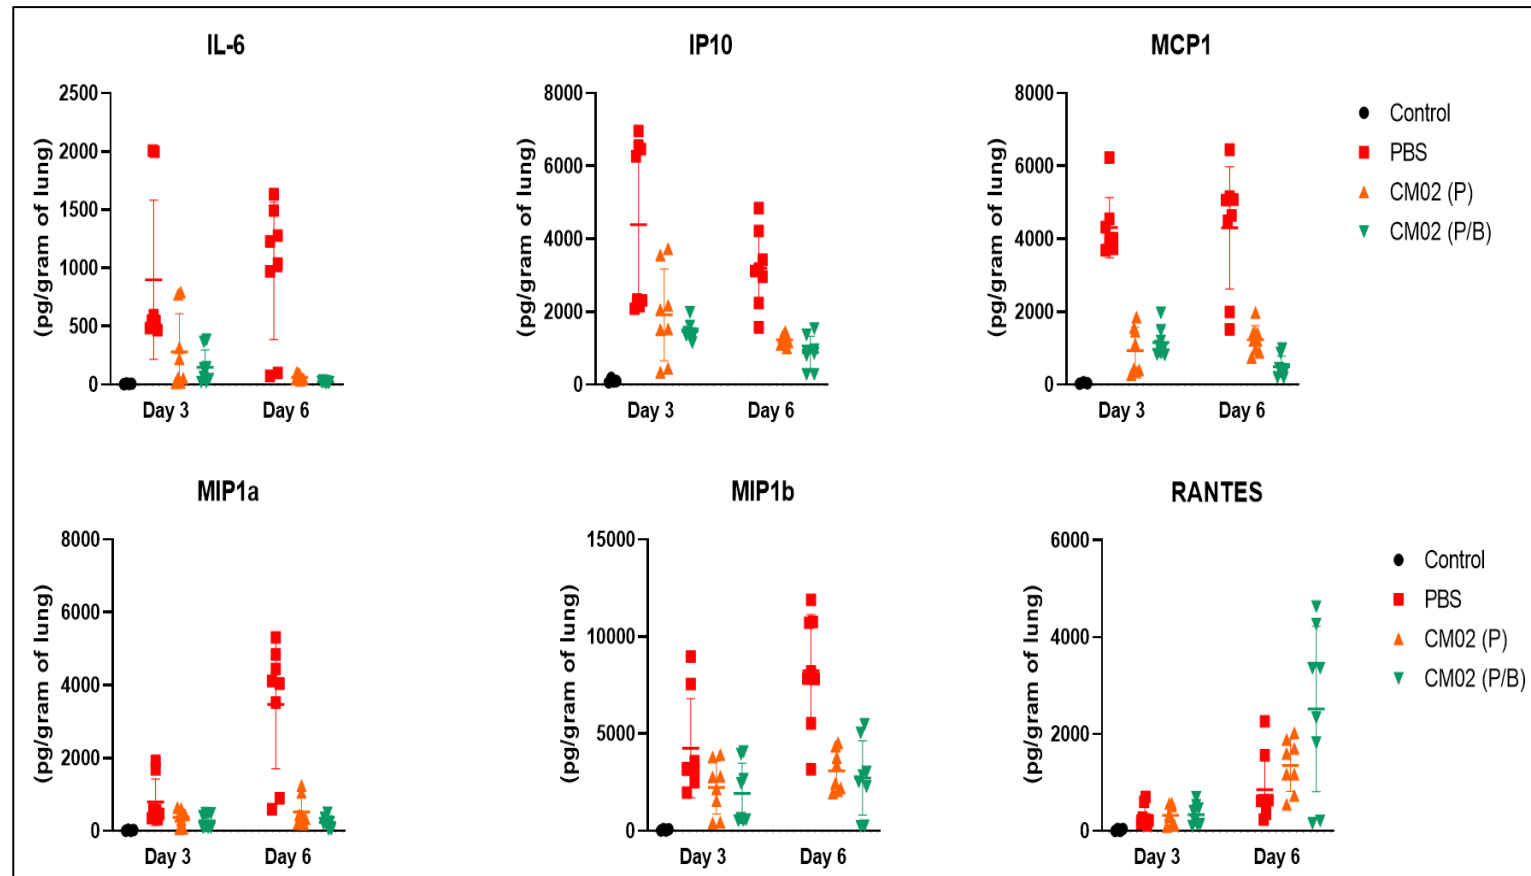 IL-6
IP10
MCP1
(pg/gram of lung)
2500
2000
1500
1000
500
0
Day 3
Day 6
(pg/gram of lung)
8000
6000
4000
2000
0
Day 3
Day 6
(pg/gram of lung)
8000
6000
4000
2000
0
Day 3
Day 6
Control
PBS
CM02 (P)
CM02 (P/B)
MIP1a
MIP1b
RANTES
(pg/gram of lung)
8000
6000
4000
2000
0
Day 3
Day 6
(pg/gram of lung)
15000
10000
5000
0
Day 3
Day 6
(pg/gram of lung)
6000
4000
2000
0
Day 3
Day 6
Control
PBS
CM02 (P)
CM02 (P/B)